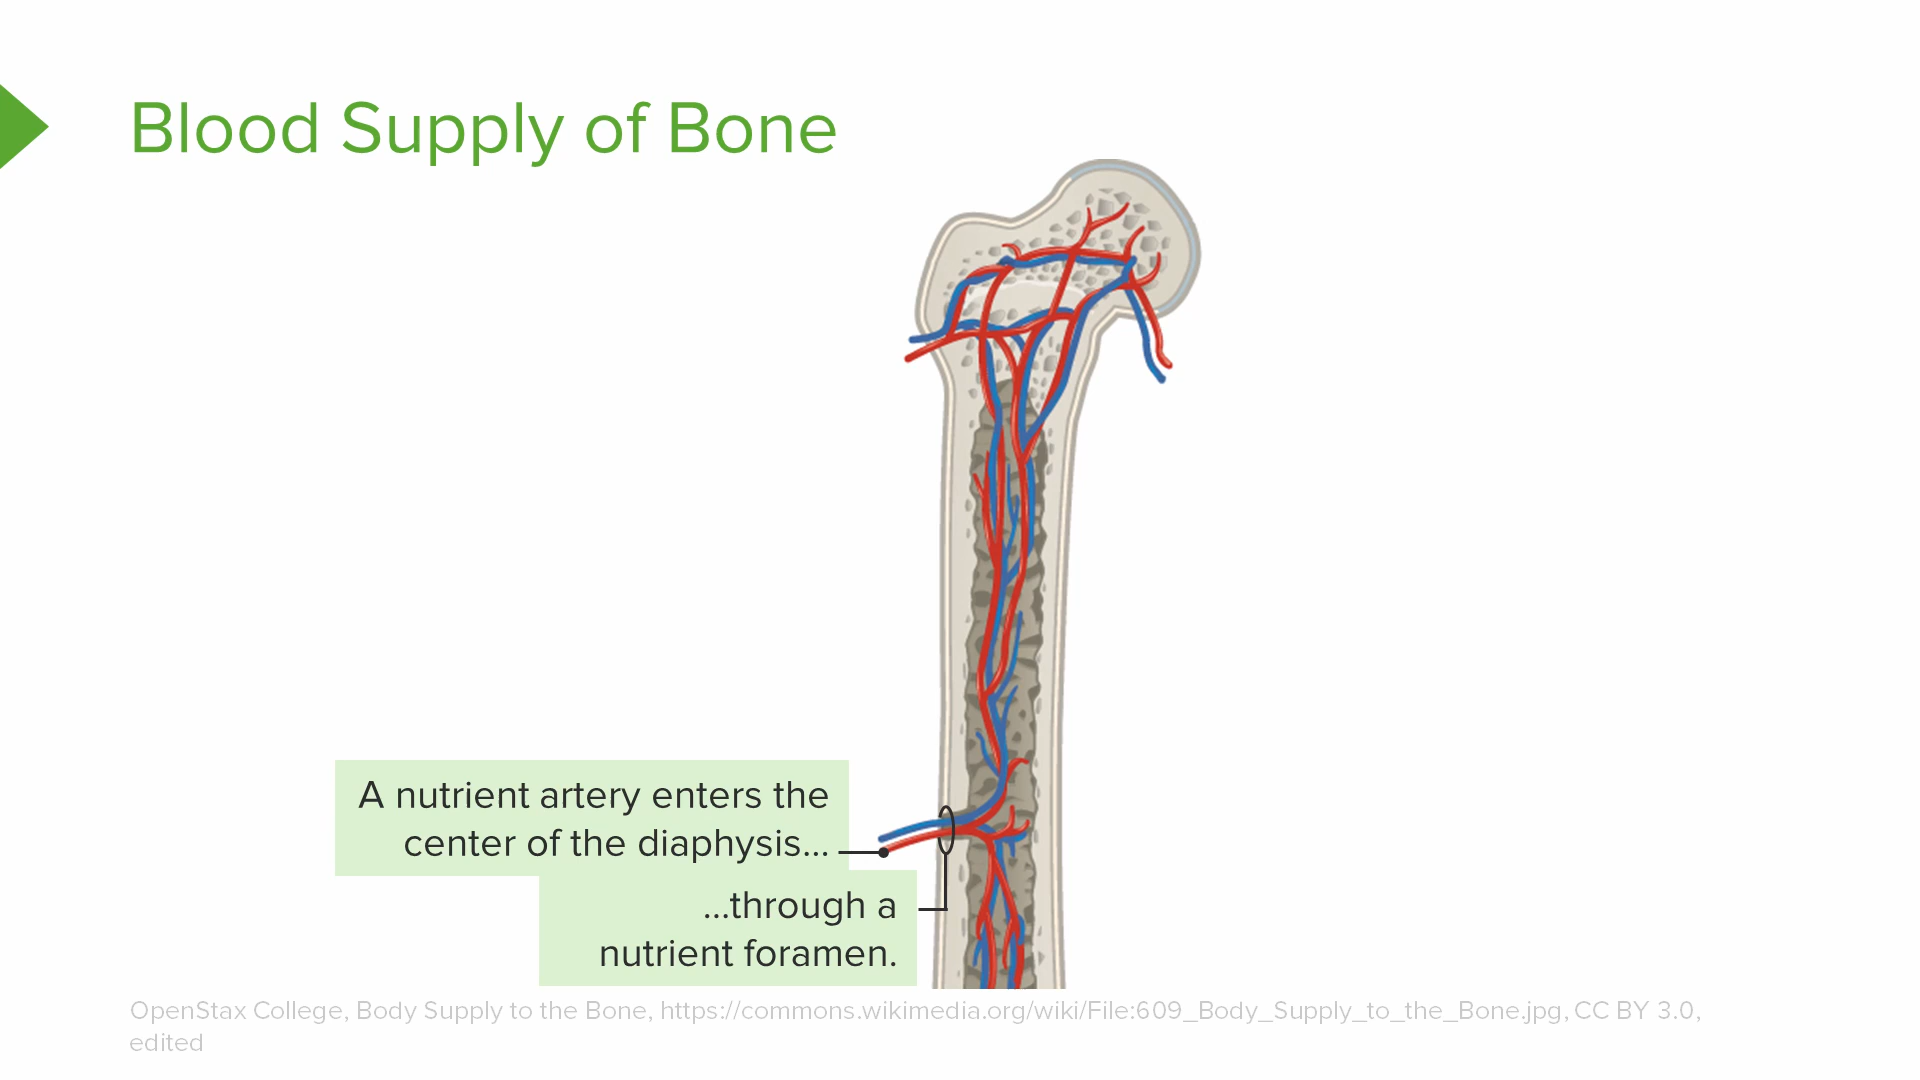 Blood Supply of Bone
A nutrient artery enters the
center of the diaphysis...
...through a
nutrient foramen.
OpenStax College, Body Supply to the Bone, https://commons.wikimedia.org/wiki/File:609_Body_Supply_to_the_Bone.jpg, CC BY 3.0,
edited